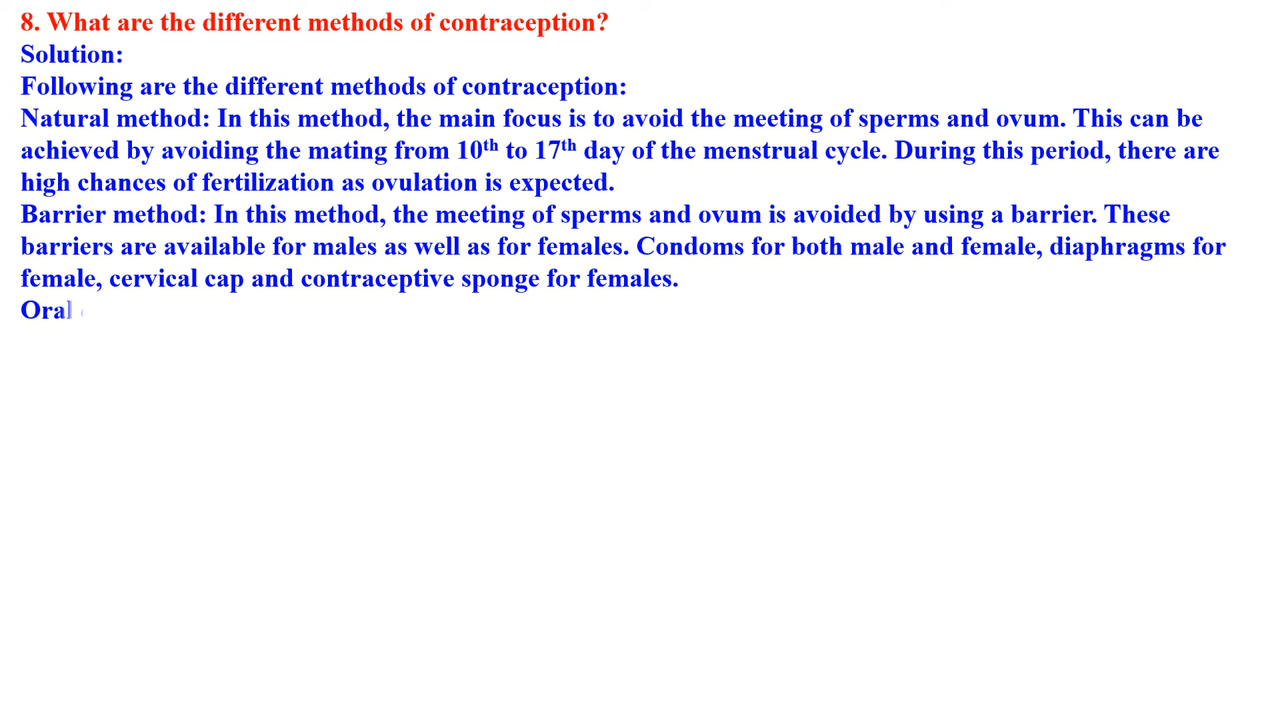 8. What are the different methods of contraception?
Solution:
Following are the different methods of contraception:
Natural method: In this method, the main focus is to avoid the meeting of sperms and ovum. This can be
achieved by avoiding the mating from 10th to 17th day of the menstrual cycle. During this period, there are
high chances of fertilization as ovulation is expected.
Barrier method: In this method, the meeting of sperms and ovum is avoided by using a barrier. These
barriers are available for males as well as for females. Condoms for both male and female, diaphragms for
female, cervical cap and contraceptive sponge for females.
Oral